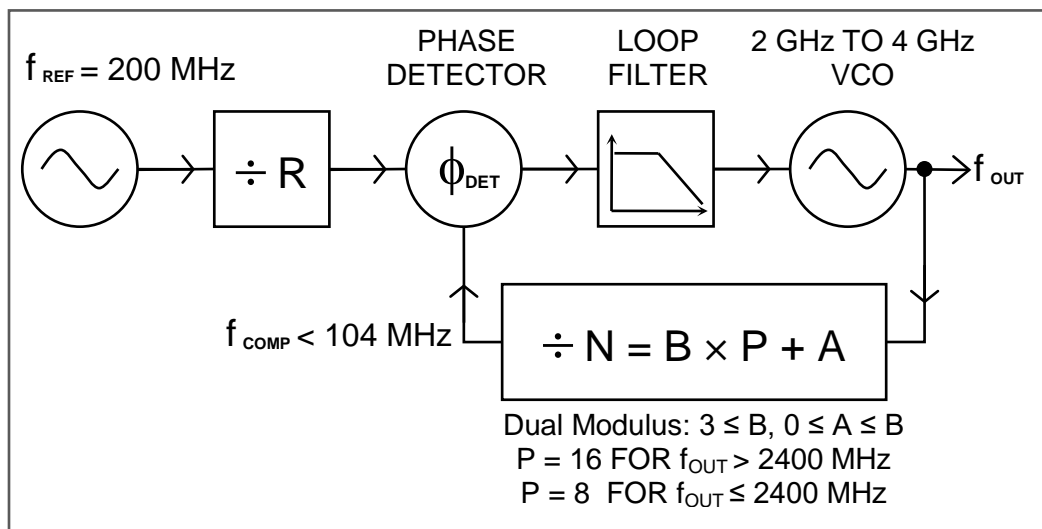 PHASE
DETECTOR
LOOP
FILTER
2 GHz TO 4 GHz
VCO
f REF = 200 MHz
÷ R
ϕDET
f OUT
f COMP < 104 MHz
÷ N = B × P + A
Dual Modulus: 3 ≤ B, 0 ≤ A ≤ B
P = 16 FOR fOUT > 2400 MHz
P = 8 FOR fOUT ≤ 2400 MHz